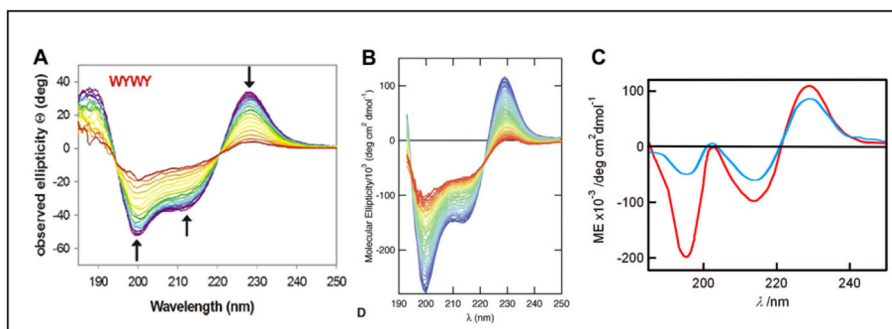 A
WYWY
observed ellipticity Θ (deg)
40
20
0
-20
-40
-60
190 200 210 220 230 240 250
Wavelength (nm)
B
Molecular Ellipticity/10³ (deg cm² dmol⁻¹)
100
0
-100
-200
190 200 210 220 230 240 250
λ (nm)
D
C
ME x10⁻³ /deg cm²dmol⁻¹
100
0
-100
-200
200 220 240
λ /nm